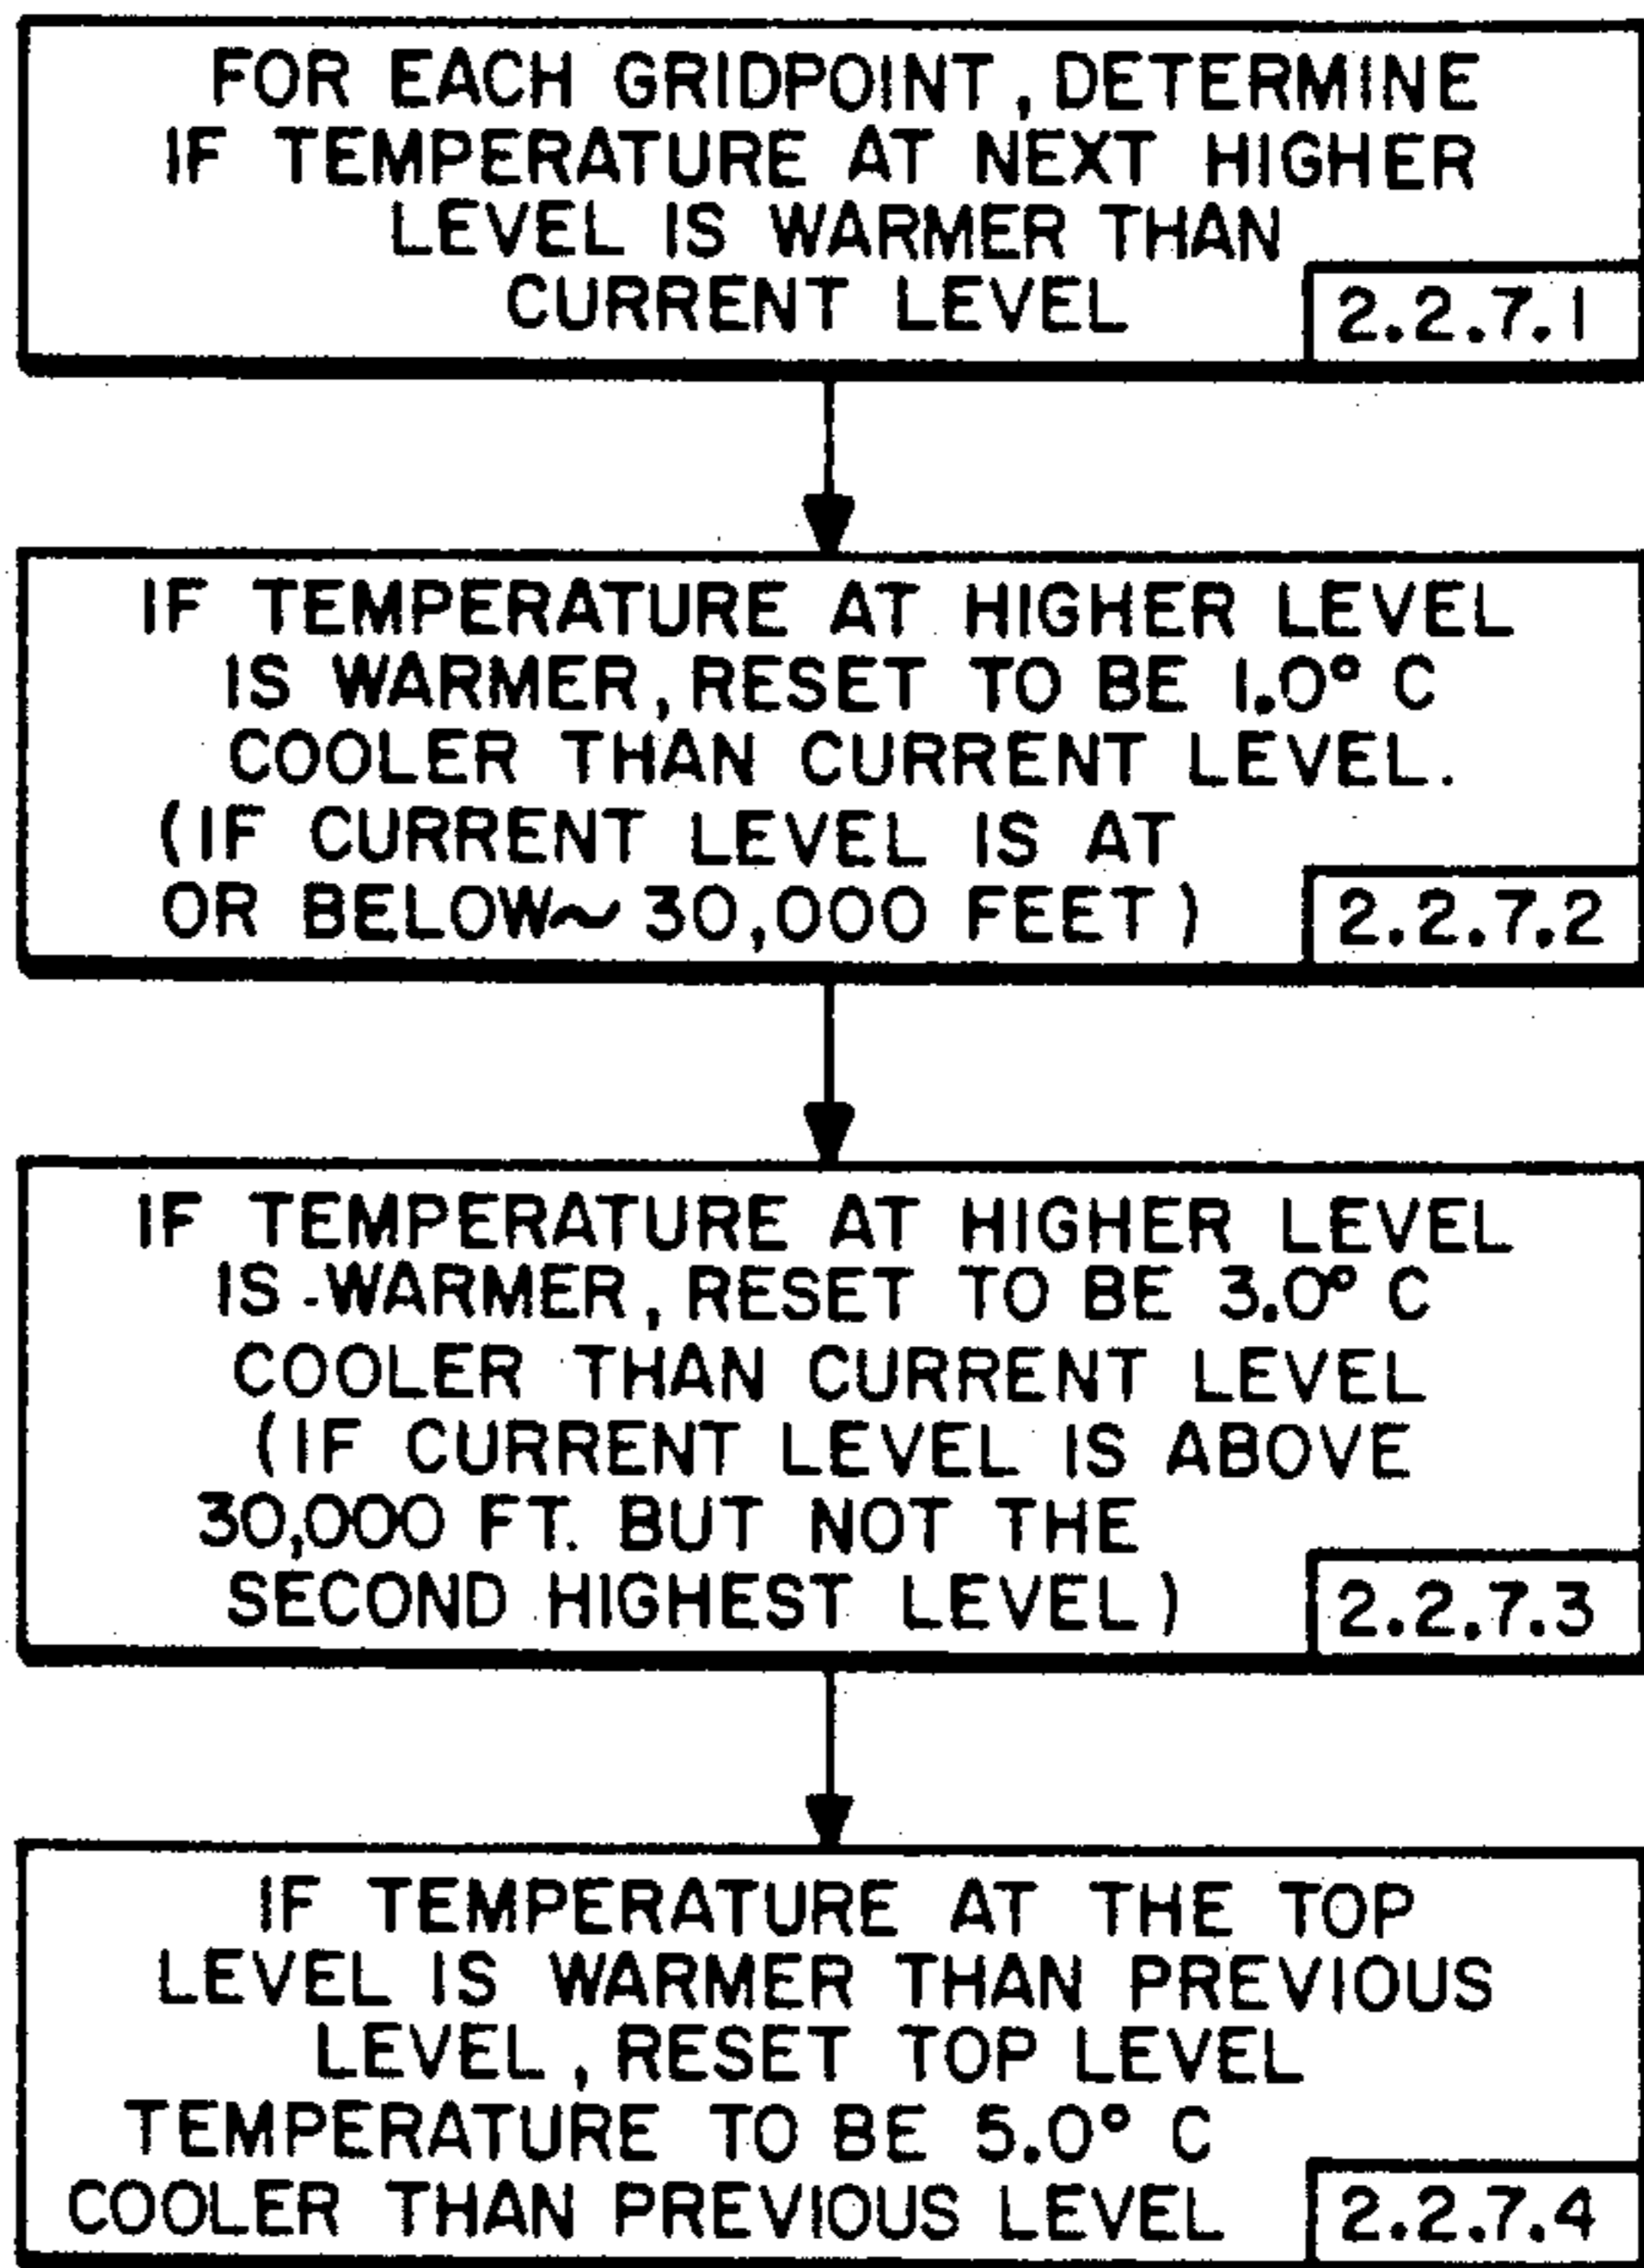 FOR EACH GRIDPOINT, DETERMINE
IF TEMPERATURE AT NEXT HIGHER
LEVEL IS WARMER THAN
CURRENT LEVEL
2.2.7.1
IF TEMPERATURE AT HIGHER LEVEL
IS WARMER, RESET TO BE 1.0° C
COOLER THAN CURRENT LEVEL.
(IF CURRENT LEVEL IS AT
OR BELOW~ 30,000 FEET)
2.2.7.2
IF TEMPERATURE AT HIGHER LEVEL
IS WARMER, RESET TO BE 3.0° C
COOLER THAN CURRENT LEVEL
(IF CURRENT LEVEL IS ABOVE
30,000 FT. BUT NOT THE
SECOND HIGHEST LEVEL)
2.2.7.3
IF TEMPERATURE AT THE TOP
LEVEL IS WARMER THAN PREVIOUS
LEVEL, RESET TOP LEVEL
TEMPERATURE TO BE 5.0° C
COOLER THAN PREVIOUS LEVEL
2.2.7.4